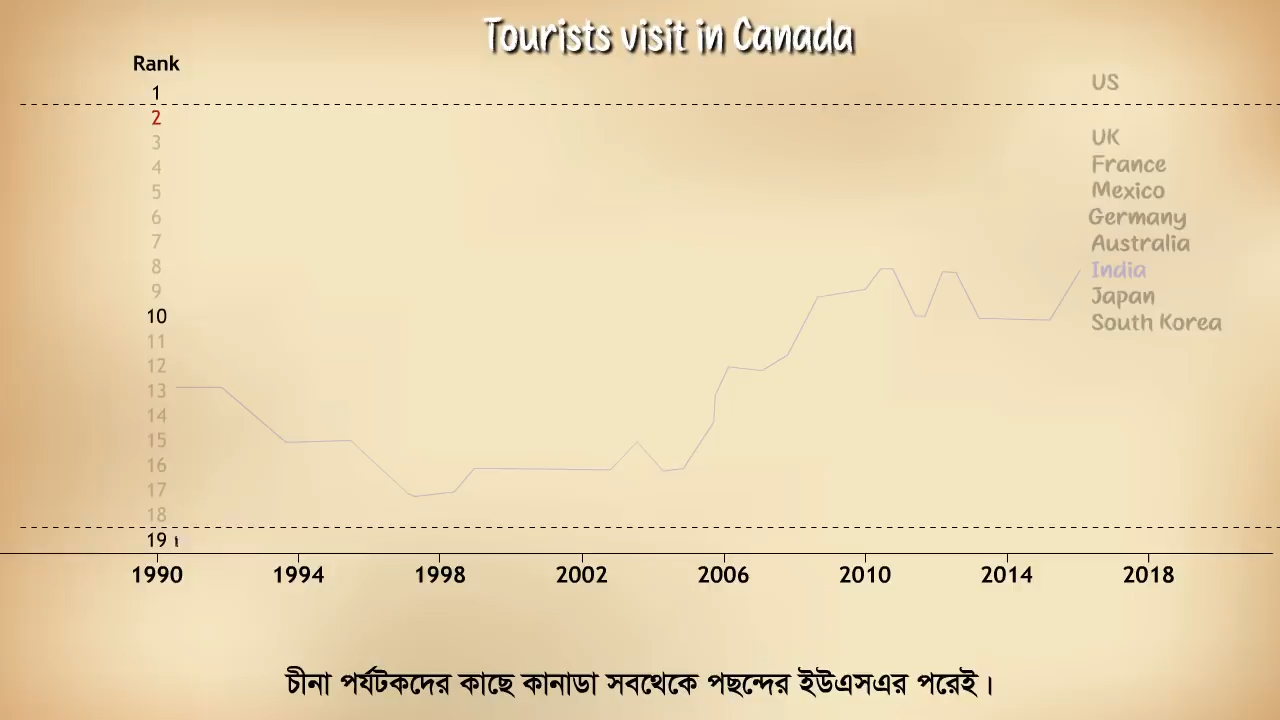 Tourists visit in Canada
Rank
1
2
3
4
5
6
7
8
9
10
11
12
13
14
15
16
17
18
19
US
UK
France
Mexico
Germany
Australia
India
Japan
South Korea
1990 1994 1998 2002 2006 2010 2014 2018
চীনা পর্যটকদের কাছে কানাডা সবথেকে পছন্দের ইউএসএর পরেই।